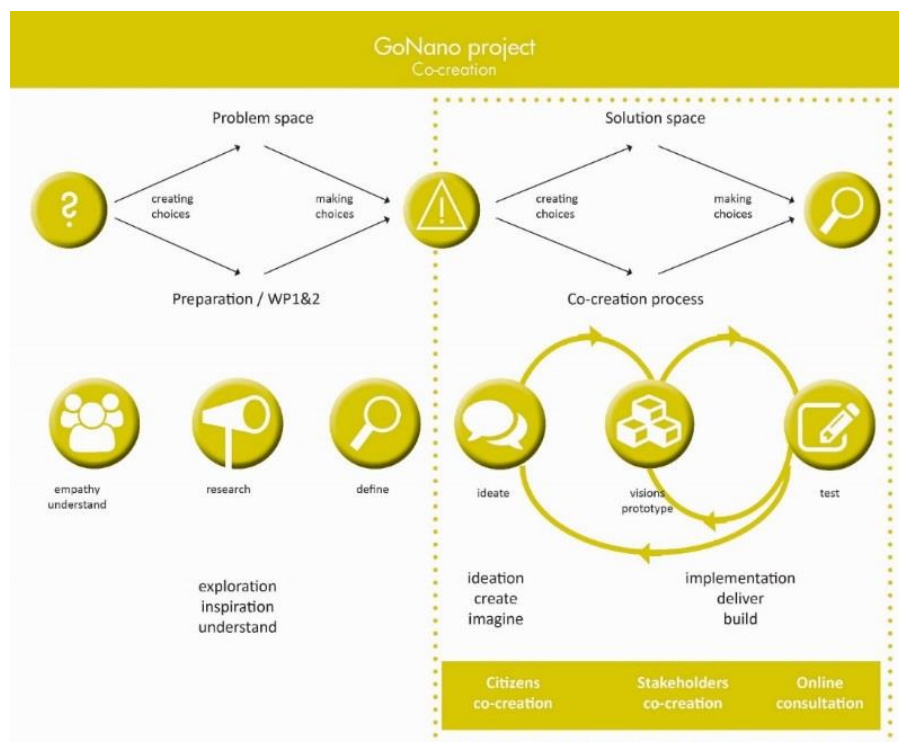 GoNano project
Co-creation
Problem space
Solution space
?
creating
choices
making
choices
creating
choices
making
choices
Preparation / WP1&2
Co-creation process
empathy
understand
research
define
ideate
visions
prototype
test
exploration
inspiration
understand
ideation
create
imagine
implementation
deliver
build
Citizens
co-creation
Stakeholders
co-creation
Online
consultation